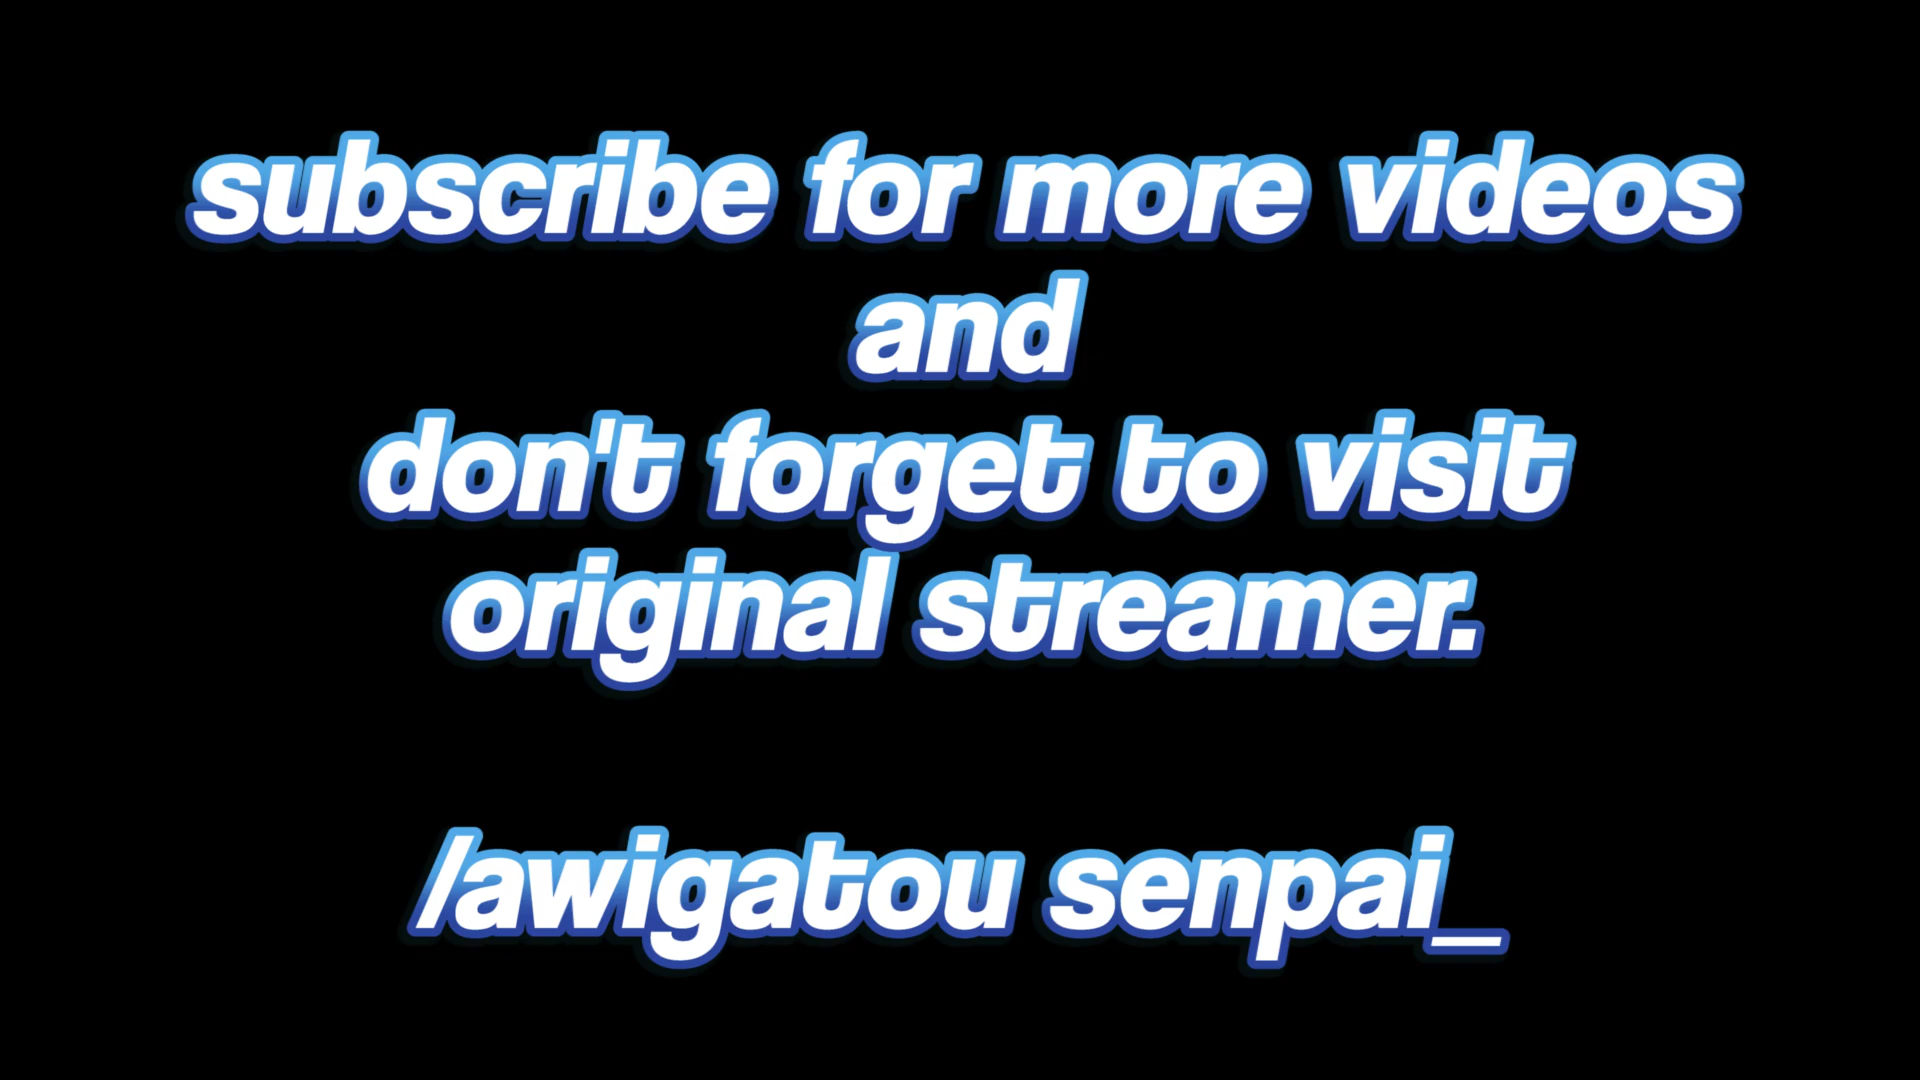 subscribe for more videos
and
don't forget to visit
original streamer.
/awigatou senpai_